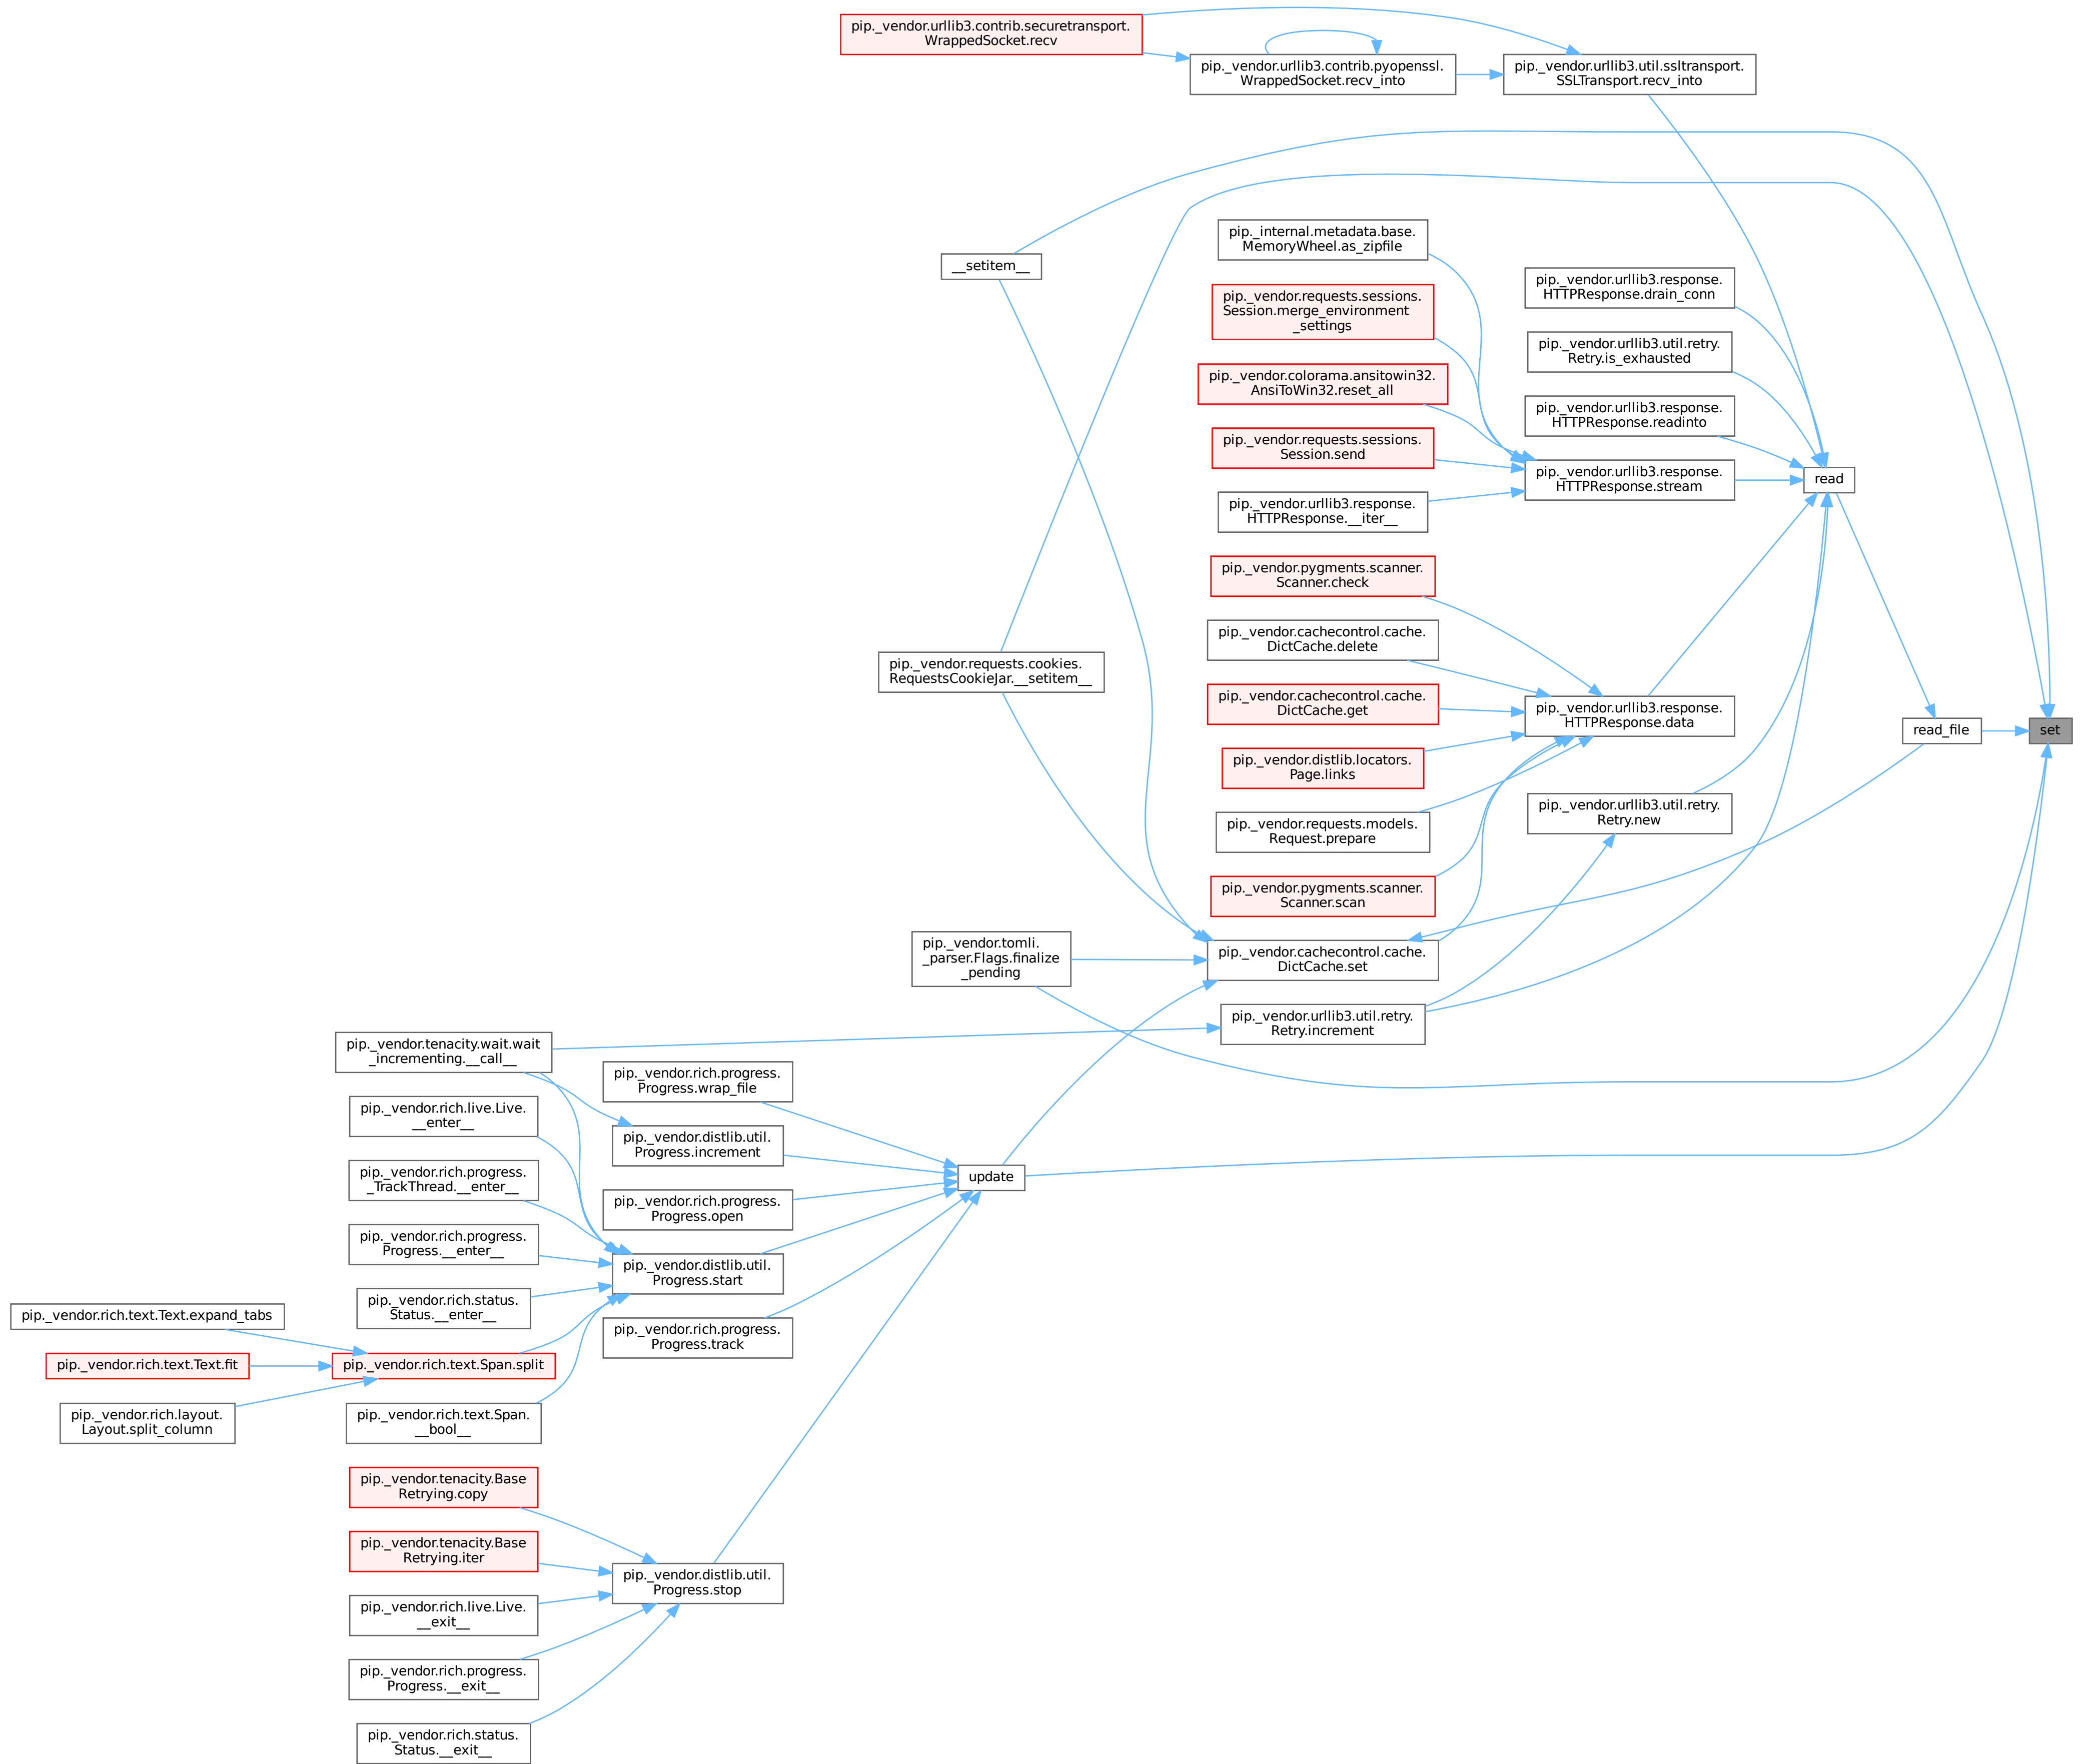 pip._vendor.urllib3.contrib.securetransport.
WrappedSocket.recv
pip._vendor.urllib3.contrib.pyopenssl.
WrappedSocket.recv_into
pip._vendor.urllib3.util.ssltransport.
SSLTransport.recv_into
pip._internal.metadata.base.
MemoryWheel.as_zipfile
__setitem__
pip._vendor.urllib3.response.
HTTPResponse.drain_conn
pip._vendor.requests.sessions.
Session.merge_environment
_settings
pip._vendor.urllib3.util.retry.
Retry.is_exhausted
pip._vendor.colorama.ansitowin32.
AnsiToWin32.reset_all
pip._vendor.urllib3.response.
HTTPResponse.readinto
pip._vendor.requests.sessions.
Session.send
pip._vendor.urllib3.response.
HTTPResponse.stream
read
pip._vendor.urllib3.response.
HTTPResponse.__iter__
pip._vendor.pygments.scanner.
Scanner.check
pip._vendor.cachecontrol.cache.
DictCache.delete
pip._vendor.requests.cookies.
RequestsCookieJar.__setitem__
pip._vendor.cachecontrol.cache.
DictCache.get
pip._vendor.urllib3.response.
HTTPResponse.data
read_file
set
pip._vendor.distlib.locators.
Page.links
pip._vendor.requests.models.
Request.prepare
pip._vendor.urllib3.util.retry.
Retry.new
pip._vendor.pygments.scanner.
Scanner.scan
pip._vendor.tomli.
_parser.Flags.finalize
_pending
pip._vendor.cachecontrol.cache.
DictCache.set
pip._vendor.urllib3.util.retry.
Retry.increment
pip._vendor.tenacity.wait.wait
_incrementing.__call__
pip._vendor.rich.progress.
Progress.wrap_file
pip._vendor.rich.live.Live.
__enter__
pip._vendor.distlib.util.
Progress.increment
pip._vendor.rich.progress.
_TrackThread.__enter__
update
pip._vendor.rich.progress.
Progress.open
pip._vendor.rich.progress.
Progress.__enter__
pip._vendor.distlib.util.
Progress.start
pip._vendor.rich.status.
Status.__enter__
pip._vendor.rich.text.Text.expand_tabs
pip._vendor.rich.progress.
Progress.track
pip._vendor.rich.text.Text.fit
pip._vendor.rich.text.Span.split
pip._vendor.rich.layout.
Layout.split_column
pip._vendor.rich.text.Span.
__bool__
pip._vendor.tenacity.Base
Retrying.copy
pip._vendor.tenacity.Base
Retrying.iter
pip._vendor.distlib.util.
Progress.stop
pip._vendor.rich.live.Live.
__exit__
pip._vendor.rich.progress.
Progress.__exit__
pip._vendor.rich.status.
Status.__exit__